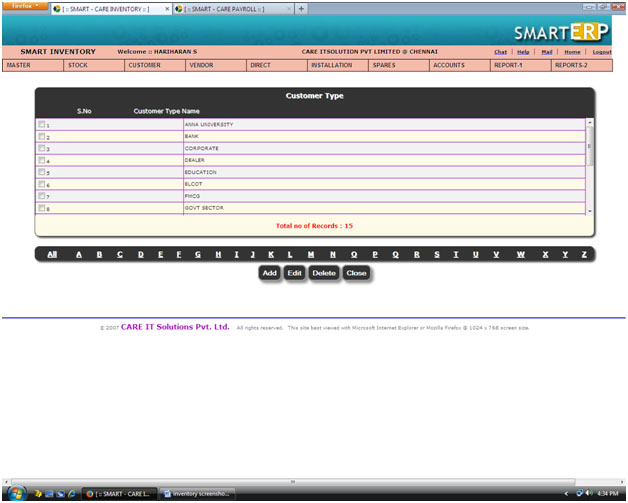 firefox
[ :: SMART - CARE INVENTORY :: ] × [ :: SMART - CARE PAYROLL :: ] × +
SMARTERP
SMART INVENTORY Welcome :: HARIHARAN S CARE ITSOLUTION PVT LIMITED @ CHENNAI Chat | Help | Mail | Home | Logout
MASTER STOCK CUSTOMER VENDOR DIRECT INSTALLATION SPARES ACCOUNTS REPORT-1 REPORTS-2
Customer Type
S.No Customer Type Name
1 ANNA UNIVERSITY
2 BANK
3 CORPORATE
4 DEALER
5 EDUCATION
6 ELCOT
7 FMCG
8 GOVT SECTOR
Total no of Records : 15
All A B C D E F G H I J K L M N O P Q R S T U V W X Y Z
Add Edit Delete Close
© 2007 CARE IT Solutions Pvt. Ltd. All rights reserved. This site best viewed with Microsoft Internet Explorer or Mozilla Firefox @ 1024 x 768 screen size.
[ :: SMART - CARE I... inventory screensho... 4:34 PM